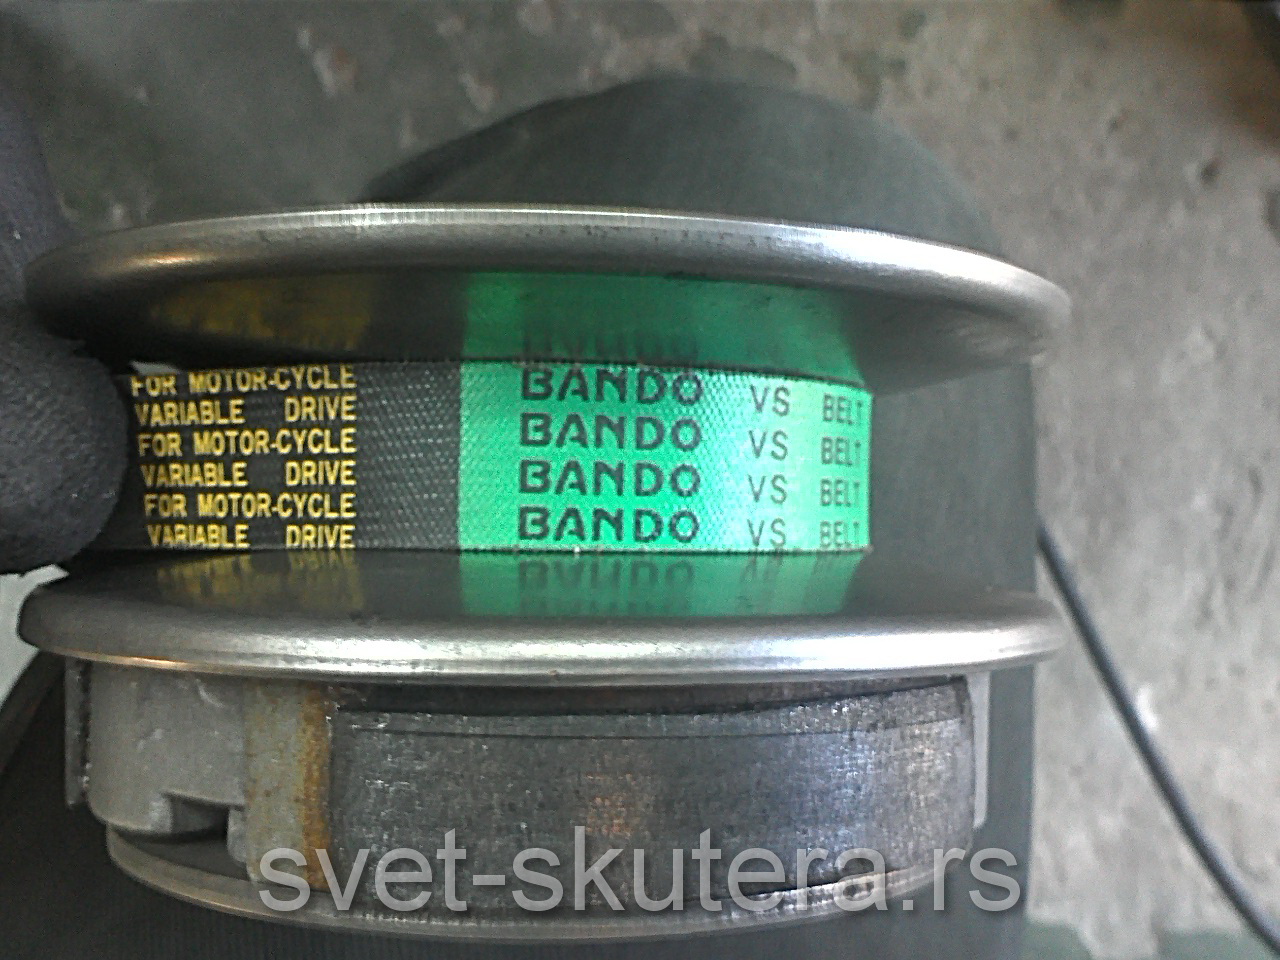 FOR MOTOR-CYCLE
VARIABLE DRIVE
FOR MOTOR-CYCLE
VARIABLE DRIVE
FOR MOTOR-CYCLE
VARIABLE DRIVE
BANDO VS BELT
BANDO VS BELT
BANDO VS BELT
BANDO VS BELT
svet-skutera.rs